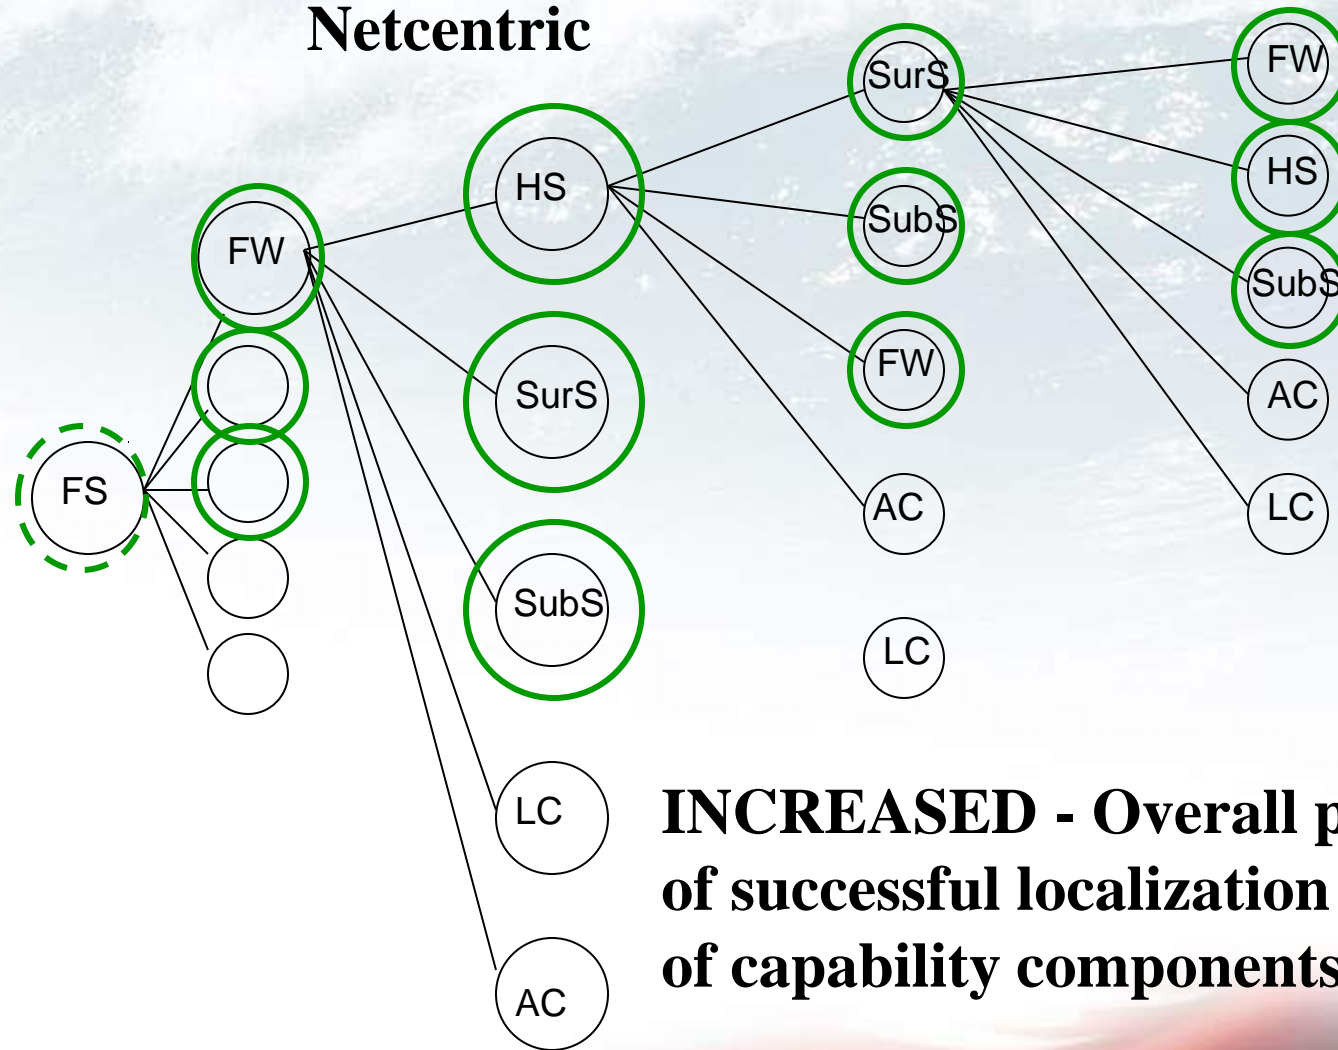 Netcentric
FS
FW
HS
SurS
SubS
LC
AC
SurS
SubS
FW
AC
LC
FW
HS
SubS
AC
LC
INCREASED - Overall p
of successful localization
of capability components